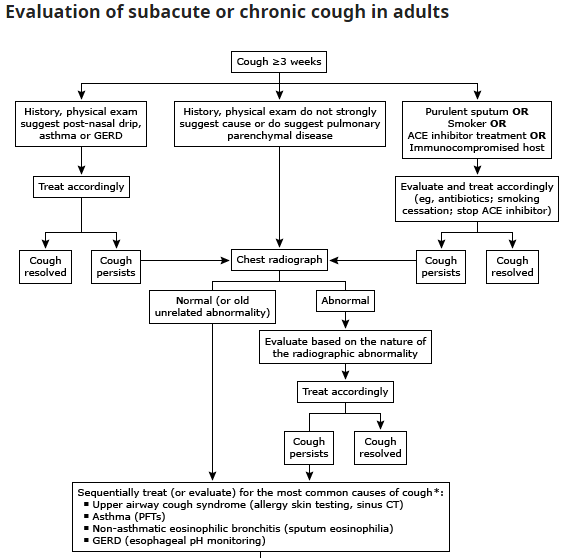 Evaluation of subacute or chronic cough in adults
Cough ≥3 weeks
History, physical exam
suggest post-nasal drip,
asthma or GERD
History, physical exam do not strongly
suggest cause or do suggest pulmonary
parenchymal disease
Purulent sputum OR
Smoker OR
ACE inhibitor treatment OR
Immunocompromised host
Treat accordingly
Evaluate and treat accordingly
(eg, antibiotics; smoking
cessation; stop ACE inhibitor)
Cough
resolved
Cough
persists
Chest radiograph
Cough
persists
Cough
resolved
Normal (or old
unrelated abnormality)
Abnormal
Evaluate based on the nature of
the radiographic abnormality
Treat accordingly
Cough
persists
Cough
resolved
Sequentially treat (or evaluate) for the most common causes of cough*:
▪ Upper airway cough syndrome (allergy skin testing, sinus CT)
▪ Asthma (PFTs)
▪ Non-asthmatic eosinophilic bronchitis (sputum eosinophilia)
▪ GERD (esophageal pH monitoring)